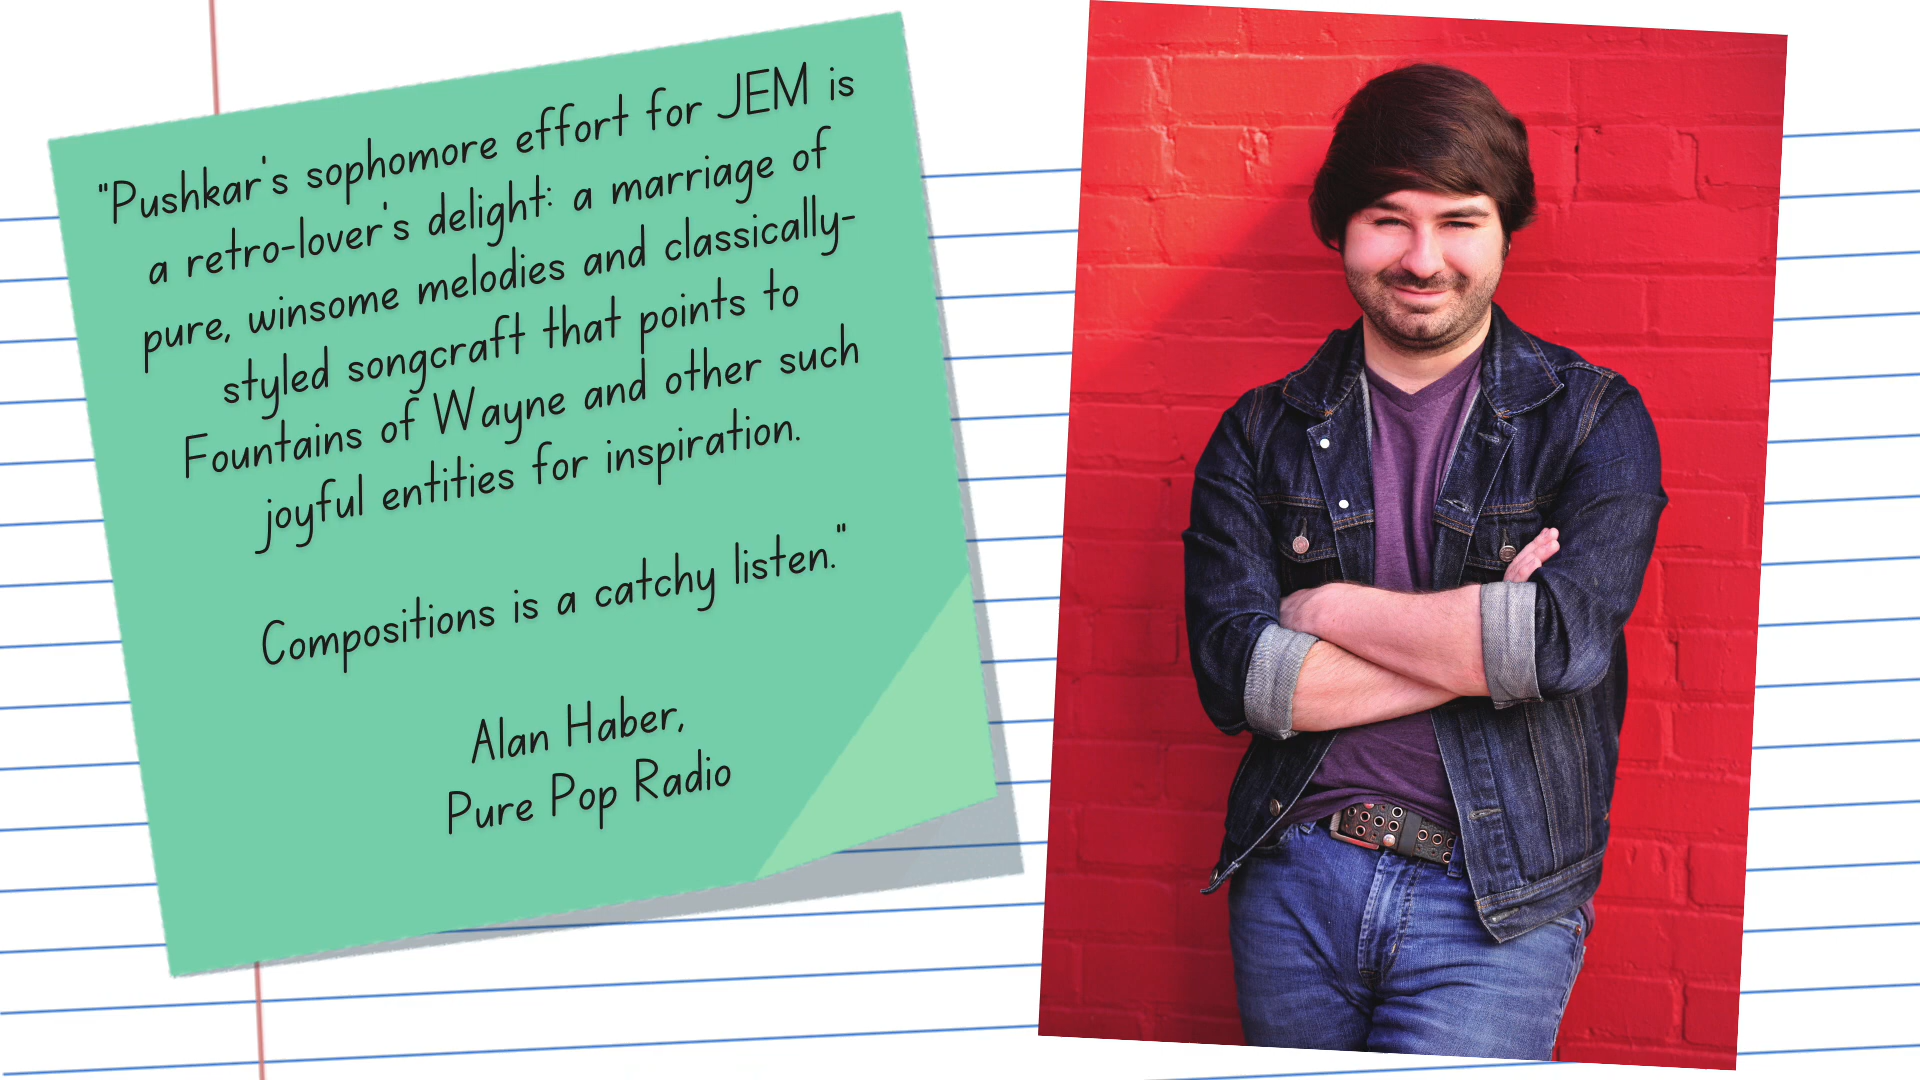 "Pushkar's sophomore effort for JEM is
a retro-lover's delight: a marriage of
pure, winsome melodies and classically-
styled songcraft that points to
Fountains of Wayne and other such
joyful entities for inspiration.
Compositions is a catchy listen."
Alan Haber,
Pure Pop Radio